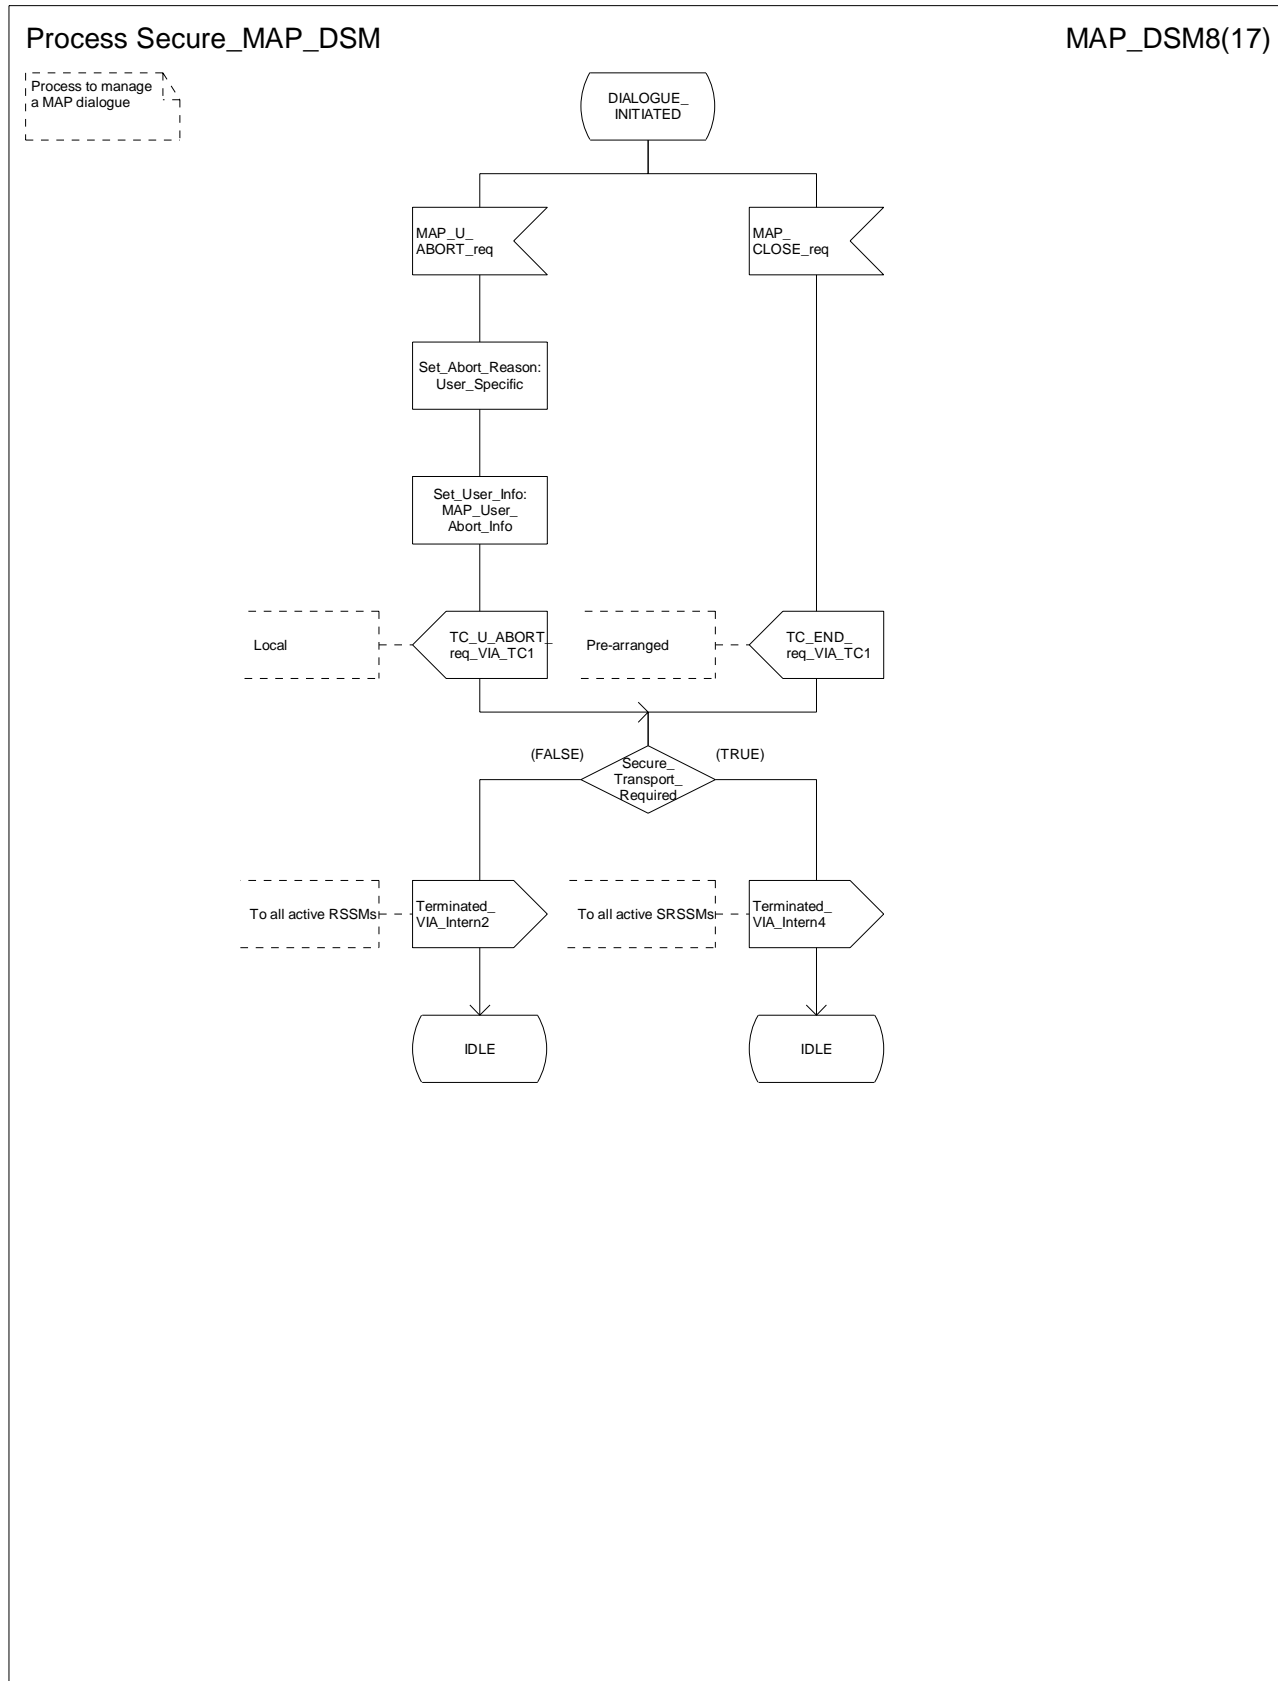 Process Secure_MAP_DSM
MAP_DSM8(17)
Process to manage
a MAP dialogue
DIALOGUE_
INITIATED
MAP_U_
ABORT_req
MAP_
CLOSE_req
Set_Abort_Reason:
User_Specific
Set_User_Info:
MAP_User_
Abort_Info
Local
TC_U_ABORT_
req_VIA_TC1
Pre-arranged
TC_END_
req_VIA_TC1
(FALSE)
(TRUE)
Secure_
Transport_
Required
To all active RSSMs
Terminated_
VIA_Intern2
To all active SRSSMs
Terminated_
VIA_Intern4
IDLE
IDLE